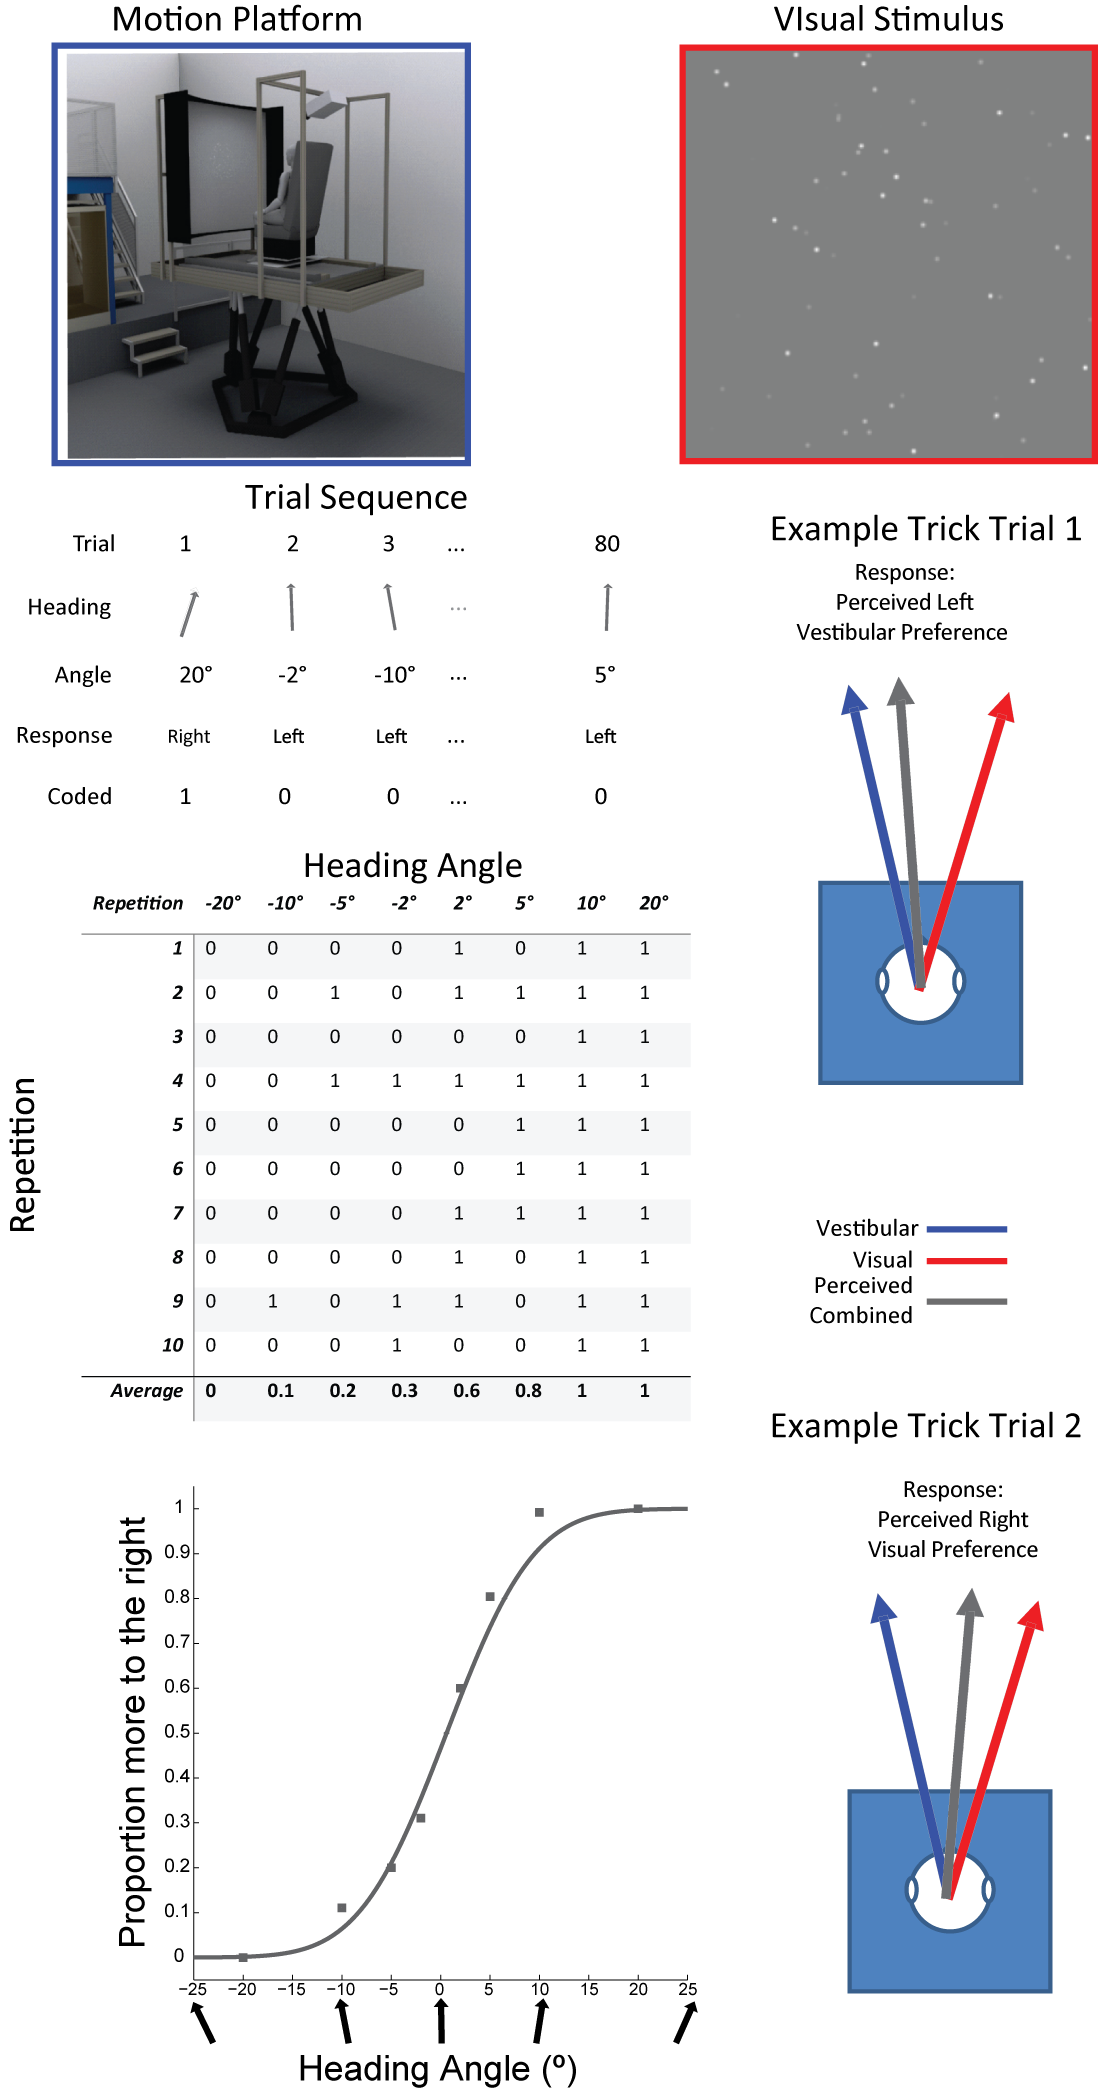 Motion Platform
VIsual Stimulus
Trial Sequence
Trial 1 2 3 ... 80
Heading ...
Angle 20° -2° -10° ... 5°
Response Right Left Left ... Left
Coded 1 0 0 ... 0
Example Trick Trial 1
Response:
Perceived Left
Vestibular Preference
Heading Angle
Repetition -20° -10° -5° -2° 2° 5° 10° 20°
1 0 0 0 0 1 0 1 1
2 0 0 1 0 1 1 1 1
3 0 0 0 0 0 0 1 1
4 0 0 1 1 1 1 1 1
5 0 0 0 0 0 1 1 1
6 0 0 0 0 0 1 1 1
7 0 0 0 0 1 1 1 1
8 0 0 0 0 1 0 1 1
9 0 1 0 1 1 0 1 1
10 0 0 0 1 0 0 1 1
Average 0 0.1 0.2 0.3 0.6 0.8 1 1
Repetition
Vestibular
Visual
Perceived
Combined
Example Trick Trial 2
Response:
Perceived Right
Visual Preference
Proportion more to the right
1
0.9
0.8
0.7
0.6
0.5
0.4
0.3
0.2
0.1
0
−25 −20 −15 −10 −5 0 5 10 15 20 25
Heading Angle (º)